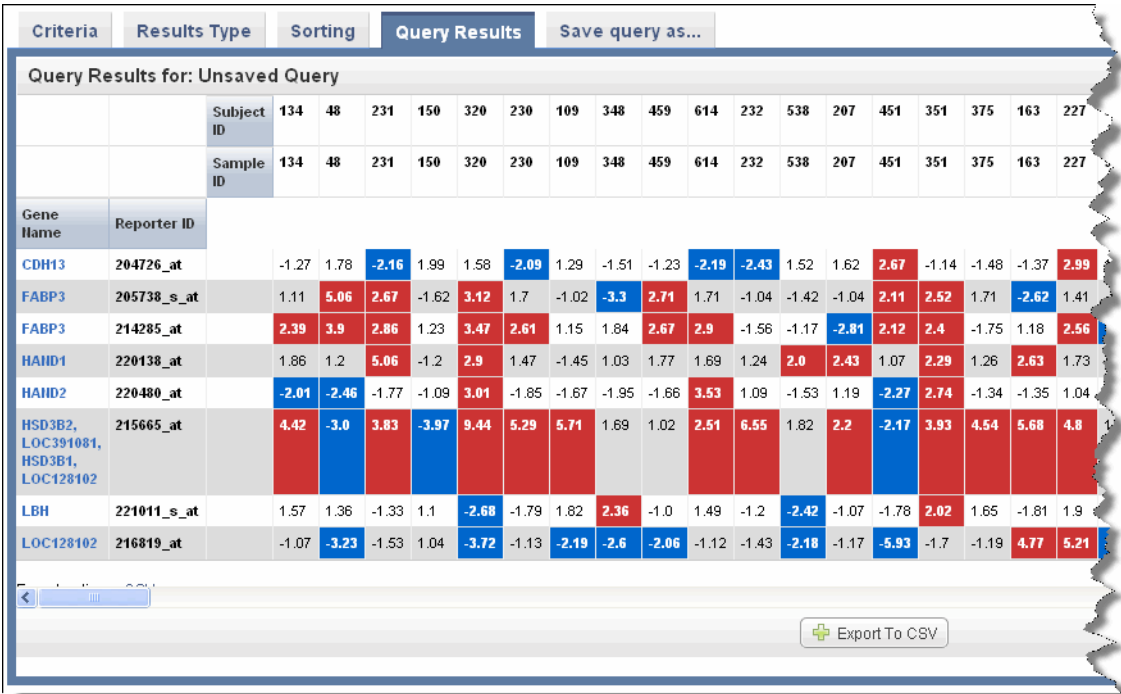 Criteria Results Type Sorting Query Results Save query as...
Query Results for: Unsaved Query
Subject ID 134 48 231 150 320 230 109 348 459 614 232 538 207 451 351 375 163 227
Sample ID 134 48 231 150 320 230 109 348 459 614 232 538 207 451 351 375 163 227
Gene Name Reporter ID
CDH13 204726_at -1.27 1.78 -2.16 1.99 1.58 -2.09 1.29 -1.51 -1.23 -2.19 -2.43 1.52 1.62 2.67 -1.14 -1.48 -1.37 2.99
FABP3 205738_s_at 1.11 5.06 2.67 -1.62 3.12 1.7 -1.02 -3.3 2.71 1.71 -1.04 -1.42 -1.04 2.11 2.52 1.71 -2.62 1.41
FABP3 214285_at 2.39 3.9 2.86 1.23 3.47 2.61 1.15 1.84 2.67 2.9 -1.56 -1.17 -2.81 2.12 2.4 -1.75 1.18 2.56
HAND1 220138_at 1.86 1.2 5.06 -1.2 2.9 1.47 -1.45 1.03 1.77 1.69 1.24 2.0 2.43 1.07 2.29 1.26 2.63 1.73
HAND2 220480_at -2.01 -2.46 -1.77 -1.09 3.01 -1.85 -1.67 -1.95 -1.66 3.53 1.09 -1.53 1.19 -2.27 2.74 -1.34 -1.35 1.04
HSD3B2, 215665_at 4.42 -3.0 3.83 -3.97 9.44 5.29 5.71 1.69 1.02 2.51 6.55 1.82 2.2 -2.17 3.93 4.54 5.68 4.8
LOC391081,
HSD3B1,
LOC128102
LBH 221011_s_at 1.57 1.36 -1.33 1.1 -2.68 -1.79 1.82 2.36 -1.0 1.49 -1.2 -2.42 -1.07 -1.78 2.02 1.65 -1.81 1.9
LOC128102 216819_at -1.07 -3.23 -1.53 1.04 -3.72 -1.13 -2.19 -2.6 -2.06 -1.12 -1.43 -2.18 -1.17 -5.93 -1.7 -1.19 4.77 5.21
Export To CSV